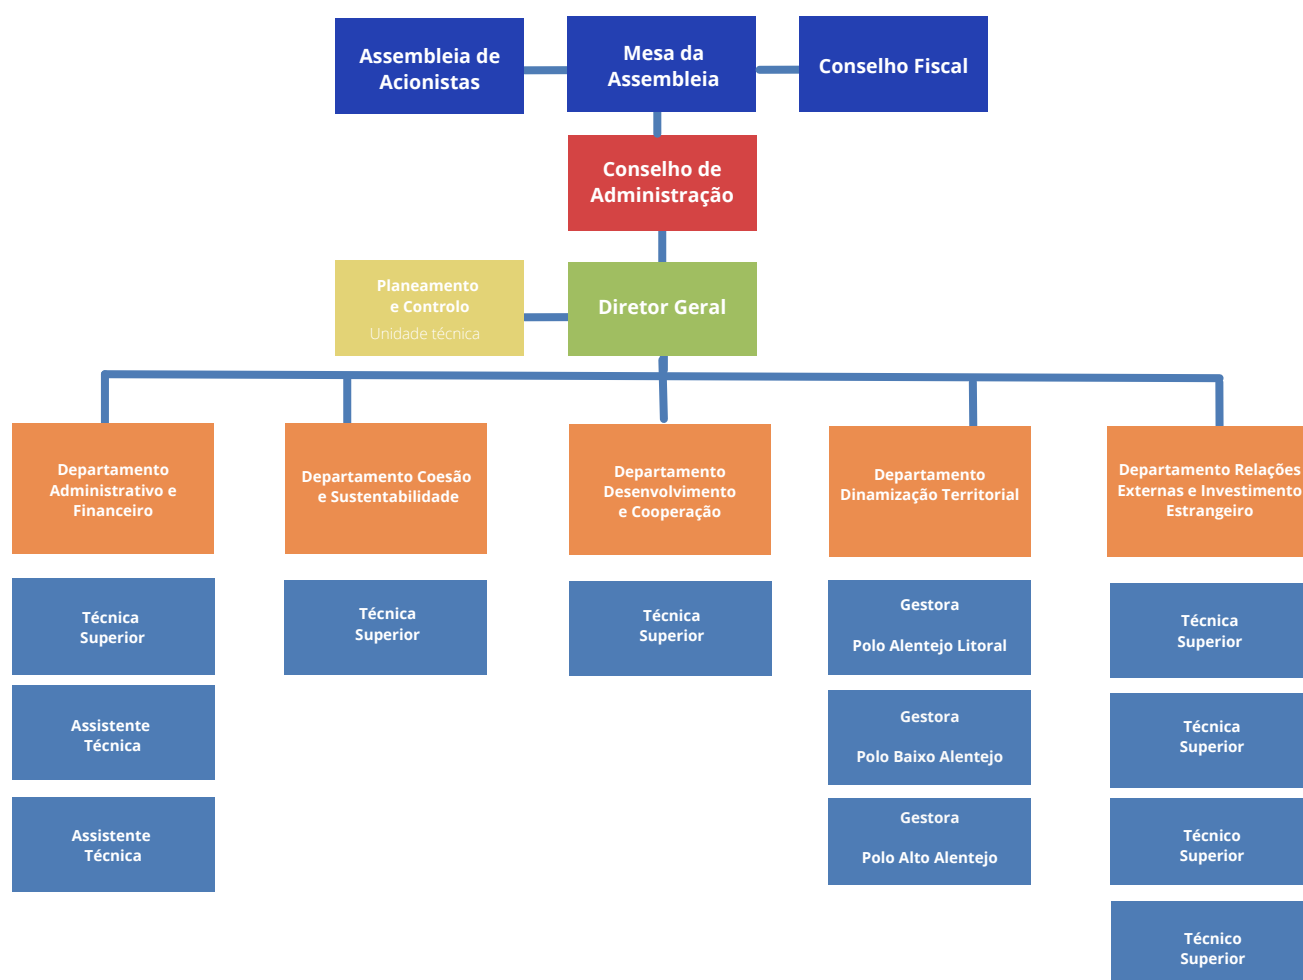 Assembleia de
Acionistas
Mesa da
Assembleia
Conselho Fiscal
Conselho de
Administração
Planeamento
e Controlo
Unidade técnica
Diretor Geral
Departamento
Administrativo e
Financeiro
Departamento Coesão
e Sustentabilidade
Departamento
Desenvolvimento
e Cooperação
Departamento
Dinamização Territorial
Departamento Relações
Externas e Investimento
Estrangeiro
Técnica
Superior
Assistente
Técnica
Assistente
Técnica
Técnica
Superior
Técnica
Superior
Gestora
Polo Alentejo Litoral
Gestora
Polo Baixo Alentejo
Gestora
Polo Alto Alentejo
Técnica
Superior
Técnica
Superior
Técnico
Superior
Técnico
Superior